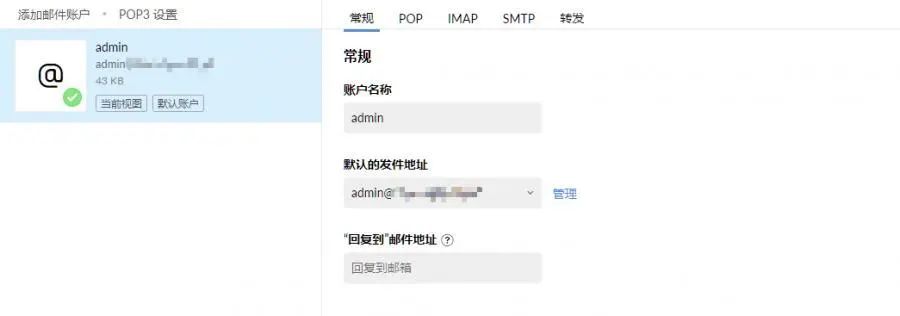 添加邮件账户 • POP3 设置
admin
admin
43 KB
当前视图 默认账户
常规 POP IMAP SMTP 转发
常规
账户名称
admin
默认的发件地址
admin@ 管理
“回复到”邮件地址 ?
回复到邮箱
@